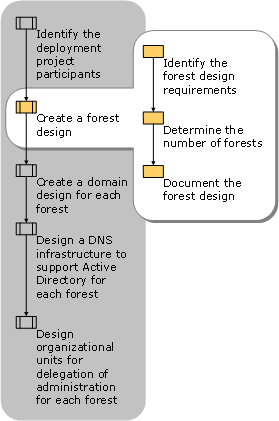 Identify the
deployment
project
participants
Create a forest
design
Create a domain
design for each
forest
Design a DNS
infrastructure to
support Active
Directory for
each forest
Design
organizational
units for
delegation of
administration
for each forest
Identify the
forest design
requirements
Determine the
number of forests
Document the
forest design